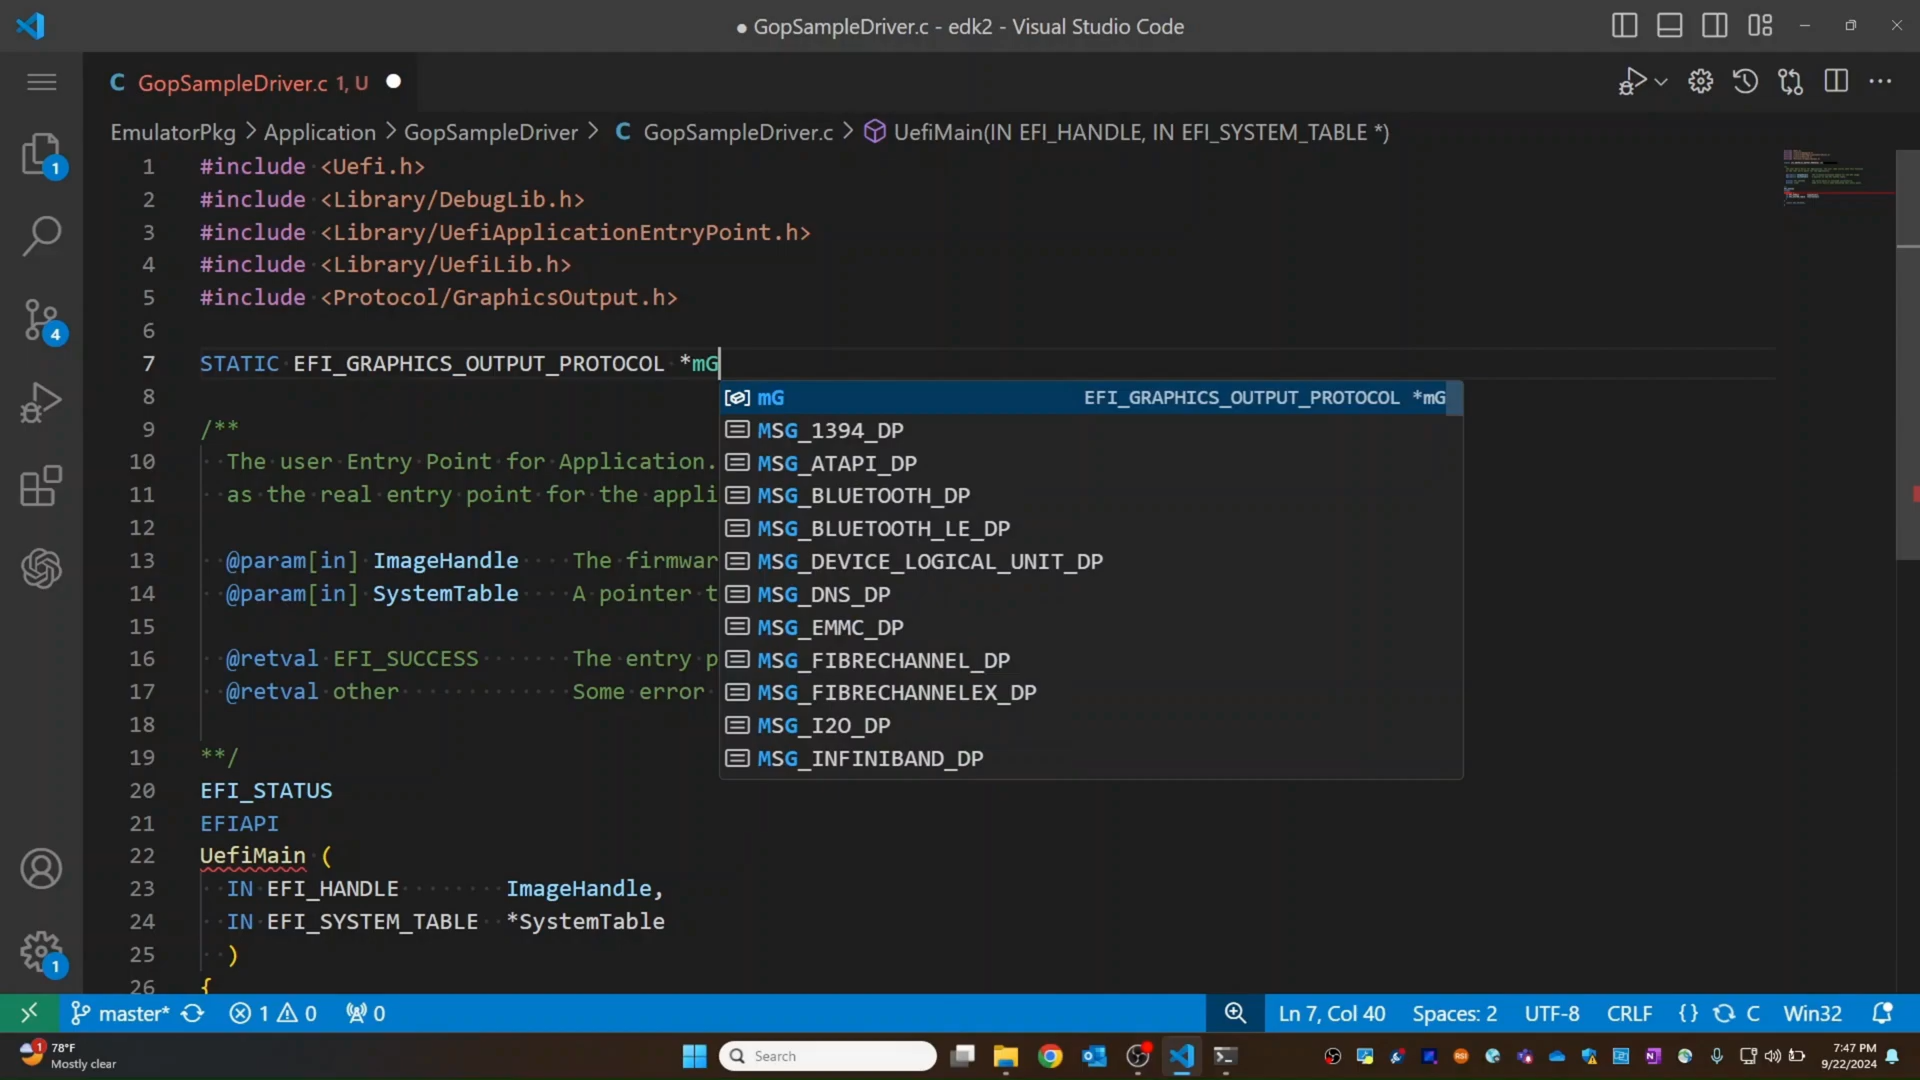 ● GopSampleDriver.c - edk2 - Visual Studio Code
C GopSampleDriver.c 1, U ●
EmulatorPkg > Application > GopSampleDriver > C GopSampleDriver.c > UefiMain(IN EFI_HANDLE, IN EFI_SYSTEM_TABLE *)
1 #include <Uefi.h>
2 #include <Library/DebugLib.h>
3 #include <Library/UefiApplicationEntryPoint.h>
4 #include <Library/UefiLib.h>
5 #include <Protocol/GraphicsOutput.h>
6
7 STATIC EFI_GRAPHICS_OUTPUT_PROTOCOL *mG
8
mG EFI_GRAPHICS_OUTPUT_PROTOCOL *mG
9 /**
MSG_1394_DP
10 The user Entry Point for Application.
MSG_ATAPI_DP
11 as the real entry point for the appli
MSG_BLUETOOTH_DP
12
MSG_BLUETOOTH_LE_DP
13 @param[in] ImageHandle The firmwar
MSG_DEVICE_LOGICAL_UNIT_DP
14 @param[in] SystemTable A pointer t
MSG_DNS_DP
15
MSG_EMMC_DP
16 @retval EFI_SUCCESS The entry p
MSG_FIBRECHANNEL_DP
17 @retval other Some error
MSG_FIBRECHANNELEX_DP
18
MSG_I2O_DP
19 **/
MSG_INFINIBAND_DP
20 EFI_STATUS
21 EFIAPI
22 UefiMain (
23 IN EFI_HANDLE ImageHandle,
24 IN EFI_SYSTEM_TABLE *SystemTable
25 )
26 {
1
4
1
master* 1 0 0 Ln 7, Col 40 Spaces: 2 UTF-8 CRLF {} C Win32
1 78°F
Mostly clear
Search
7:47 PM
9/22/2024